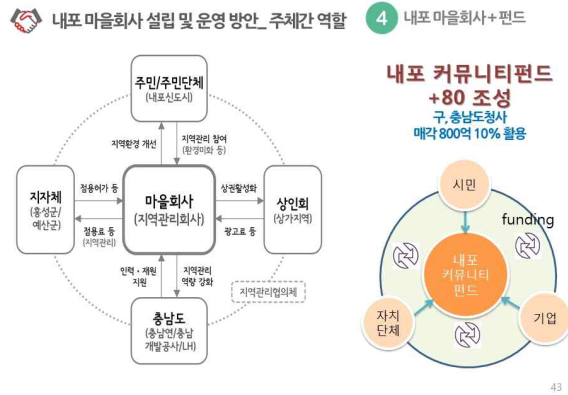 내포 마을회사 설립 및 운영 방안_ 주체간 역할
4 내포 마을회사+펀드
주민/주민단체
(내포신도시)
지역환경 개선
지역관리 참여
(환경미화 등)
지자체
(홍성군/
예산군)
점용허가 등
점용료 등
(지역관리)
마을회사
(지역관리회사)
상권활성화
광고료 등
상인회
(상가지역)
인력·재원
지원
지역관리
역량 강화
지역관리협의체
충남도
(충남연/충남
개발공사/LH)
내포 커뮤니티펀드
+80 조성
구,충남도청사
매각 800억 10% 활용
시민
funding
내포
커뮤니티
펀드
자치
단체
기업
43